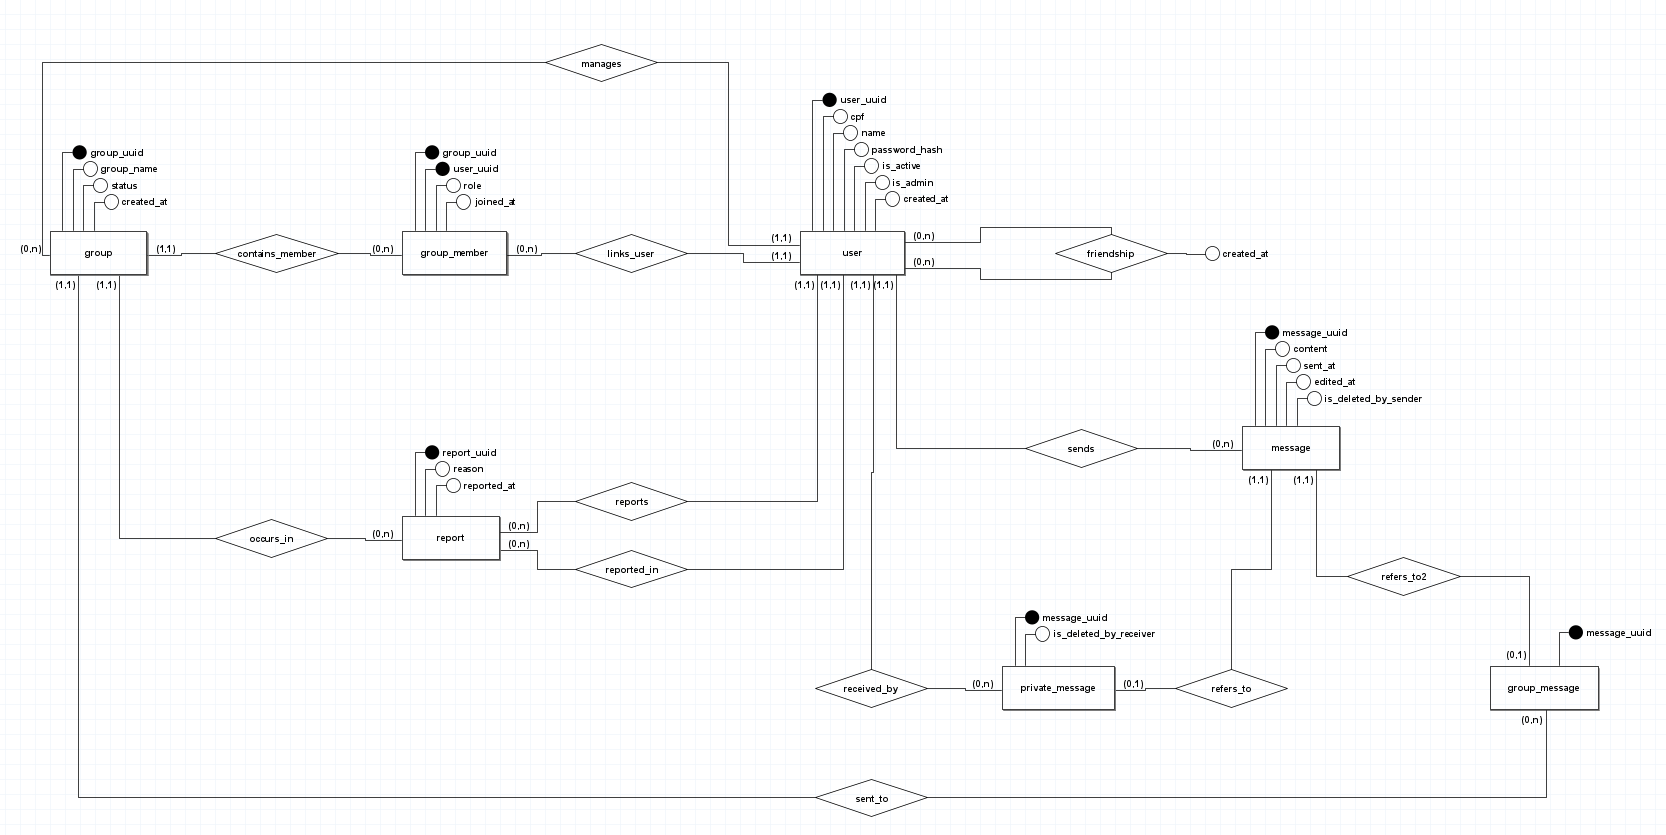 manages
user_uuid
cpf
name
password_hash
is_active
is_admin
created_at
group_uuid
group_name
status
created_at
group_uuid
user_uuid
role
joined_at
(0,n) group (1,1) contains_member (0,n) group_member (0,n) links_user (1,1) (1,1) user (0,n) (0,n) friendship created_at
(1,1) (1,1)
(1,1) (1,1) (1,1) (1,1)
message_uuid
content
sent_at
edited_at
is_deleted_by_sender
sends (0,n) message
(1,1) (1,1)
report_uuid
reason
reported_at
occurs_in (0,n) report (0,n) (0,n)
reports
reported_in
refers_to2
message_uuid
is_deleted_by_receiver
message_uuid
(0,1)
received_by (0,n) private_message (0,1) refers_to group_message
(0,n)
sent_to